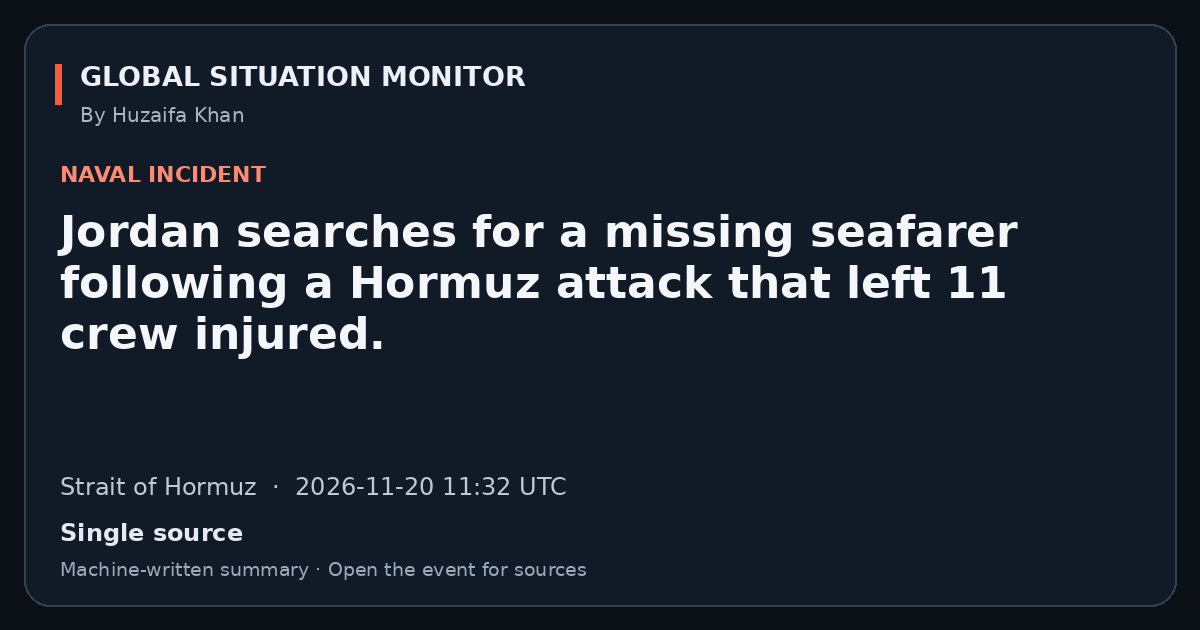 GLOBAL SITUATION MONITOR
By Huzaifa Khan
NAVAL INCIDENT
Jordan searches for a missing seafarer
following a Hormuz attack that left 11
crew injured.
Strait of Hormuz · 2026-11-20 11:32 UTC
Single source
Machine-written summary · Open the event for sources